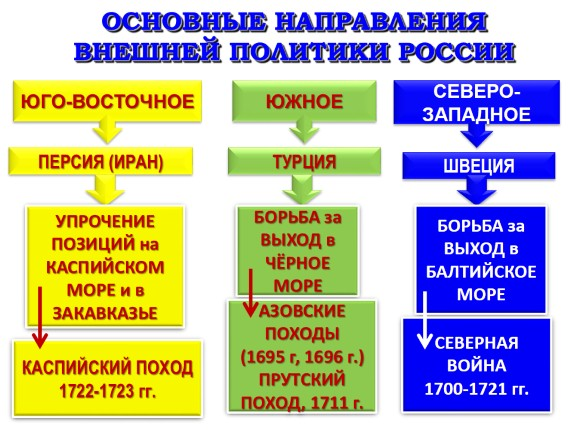 ОСНОВНЫЕ НАПРАВЛЕНИЯ
ВНЕШНЕЙ ПОЛИТИКИ РОССИИ
ЮГО-ВОСТОЧНОЕ
ПЕРСИЯ (ИРАН)
УПРОЧЕНИЕ
ПОЗИЦИЙ на
КАСПИЙСКОМ
МОРЕ и в
ЗАКАВКАЗЬЕ
КАСПИЙСКИЙ ПОХОД
1722-1723 гг.
ЮЖНОЕ
ТУРЦИЯ
БОРЬБА за
ВЫХОД в
ЧЁРНОЕ
МОРЕ
АЗОВСКИЕ
ПОХОДЫ
(1695 г, 1696 г.)
ПРУТСКИЙ
ПОХОД, 1711 г.
СЕВЕРО-
ЗАПАДНОЕ
ШВЕЦИЯ
БОРЬБА за
ВЫХОД в
БАЛТИЙСКОЕ
МОРЕ
СЕВЕРНАЯ
ВОЙНА
1700-1721 гг.